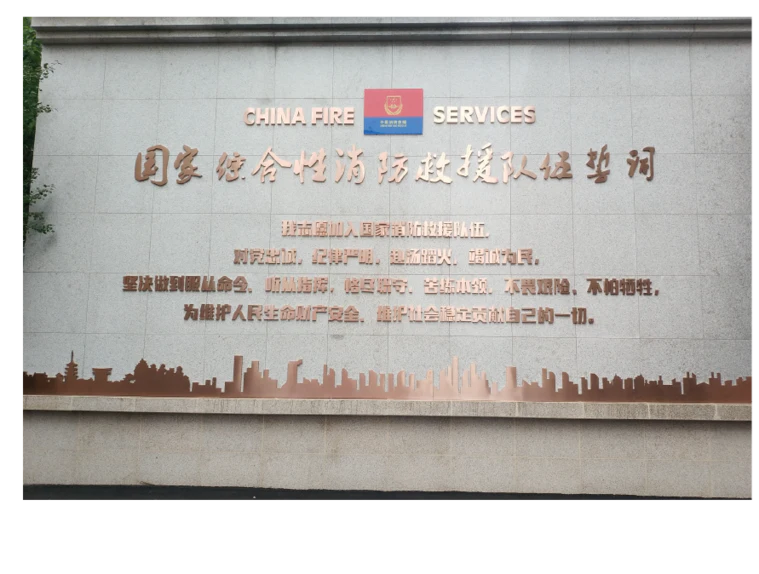 CHINA FIRE SERVICES
国家综合性消防救援队伍誓词
我志愿加入国家消防救援队伍,
对党忠诚, 纪律严明, 赴汤蹈火, 竭诚为民,
坚决做到服从命令、听从指挥, 恪尽职守、苦练本领, 不畏艰险、不怕牺牲,
为维护人民生命财产安全、维护社会稳定贡献自己的一切。